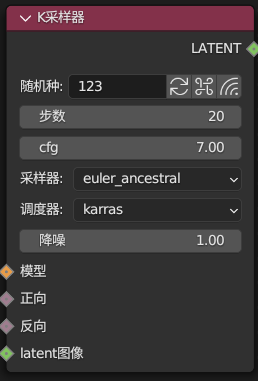 K采样器
LATENT
随机种: 123
步数 20
cfg 7.00
采样器: euler_ancestral
调度器: karras
降噪 1.00
模型
正向
反向
latent图像